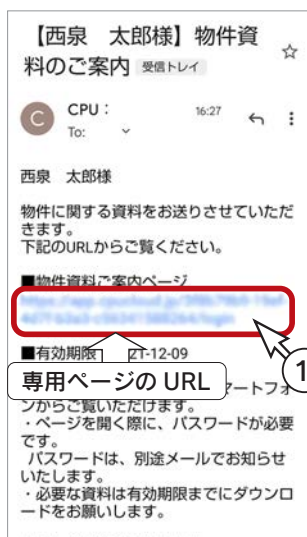 【西泉　太郎様】物件資
料のご案内 受信トレイ
C CPU： 16:27
To:
西泉　太郎様
物件に関する資料をお送りさせていただ
きます。
下記のURLからご覧ください。
■物件資料ご案内ページ
■有効期限
-12-09
専用ページの URL
1
マートフォ
ンからご覧いただけます。
・ページを開く際に、パスワードが必要
です。
パスワードは、別途メールでお知らせ
いたします。
・必要な資料は有効期限までにダウンロ
ードをお願いします。